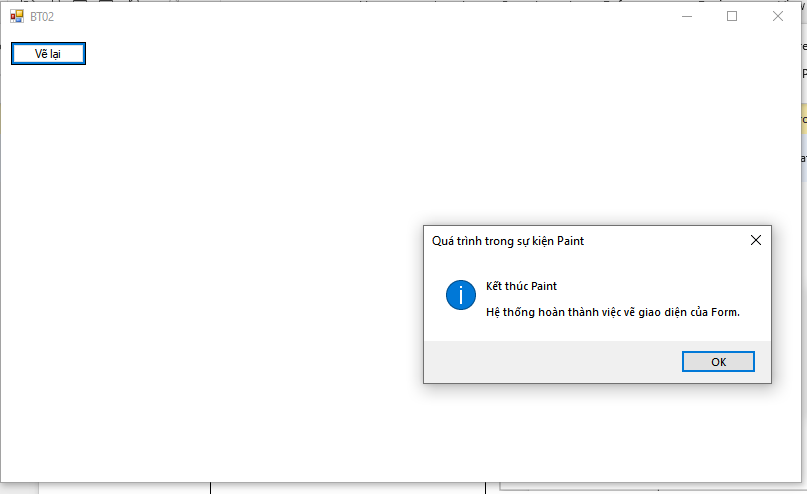 BT02
Vẽ lại
Quá trình trong sự kiện Paint
Kết thúc Paint
Hệ thống hoàn thành việc vẽ giao diện của Form.
OK